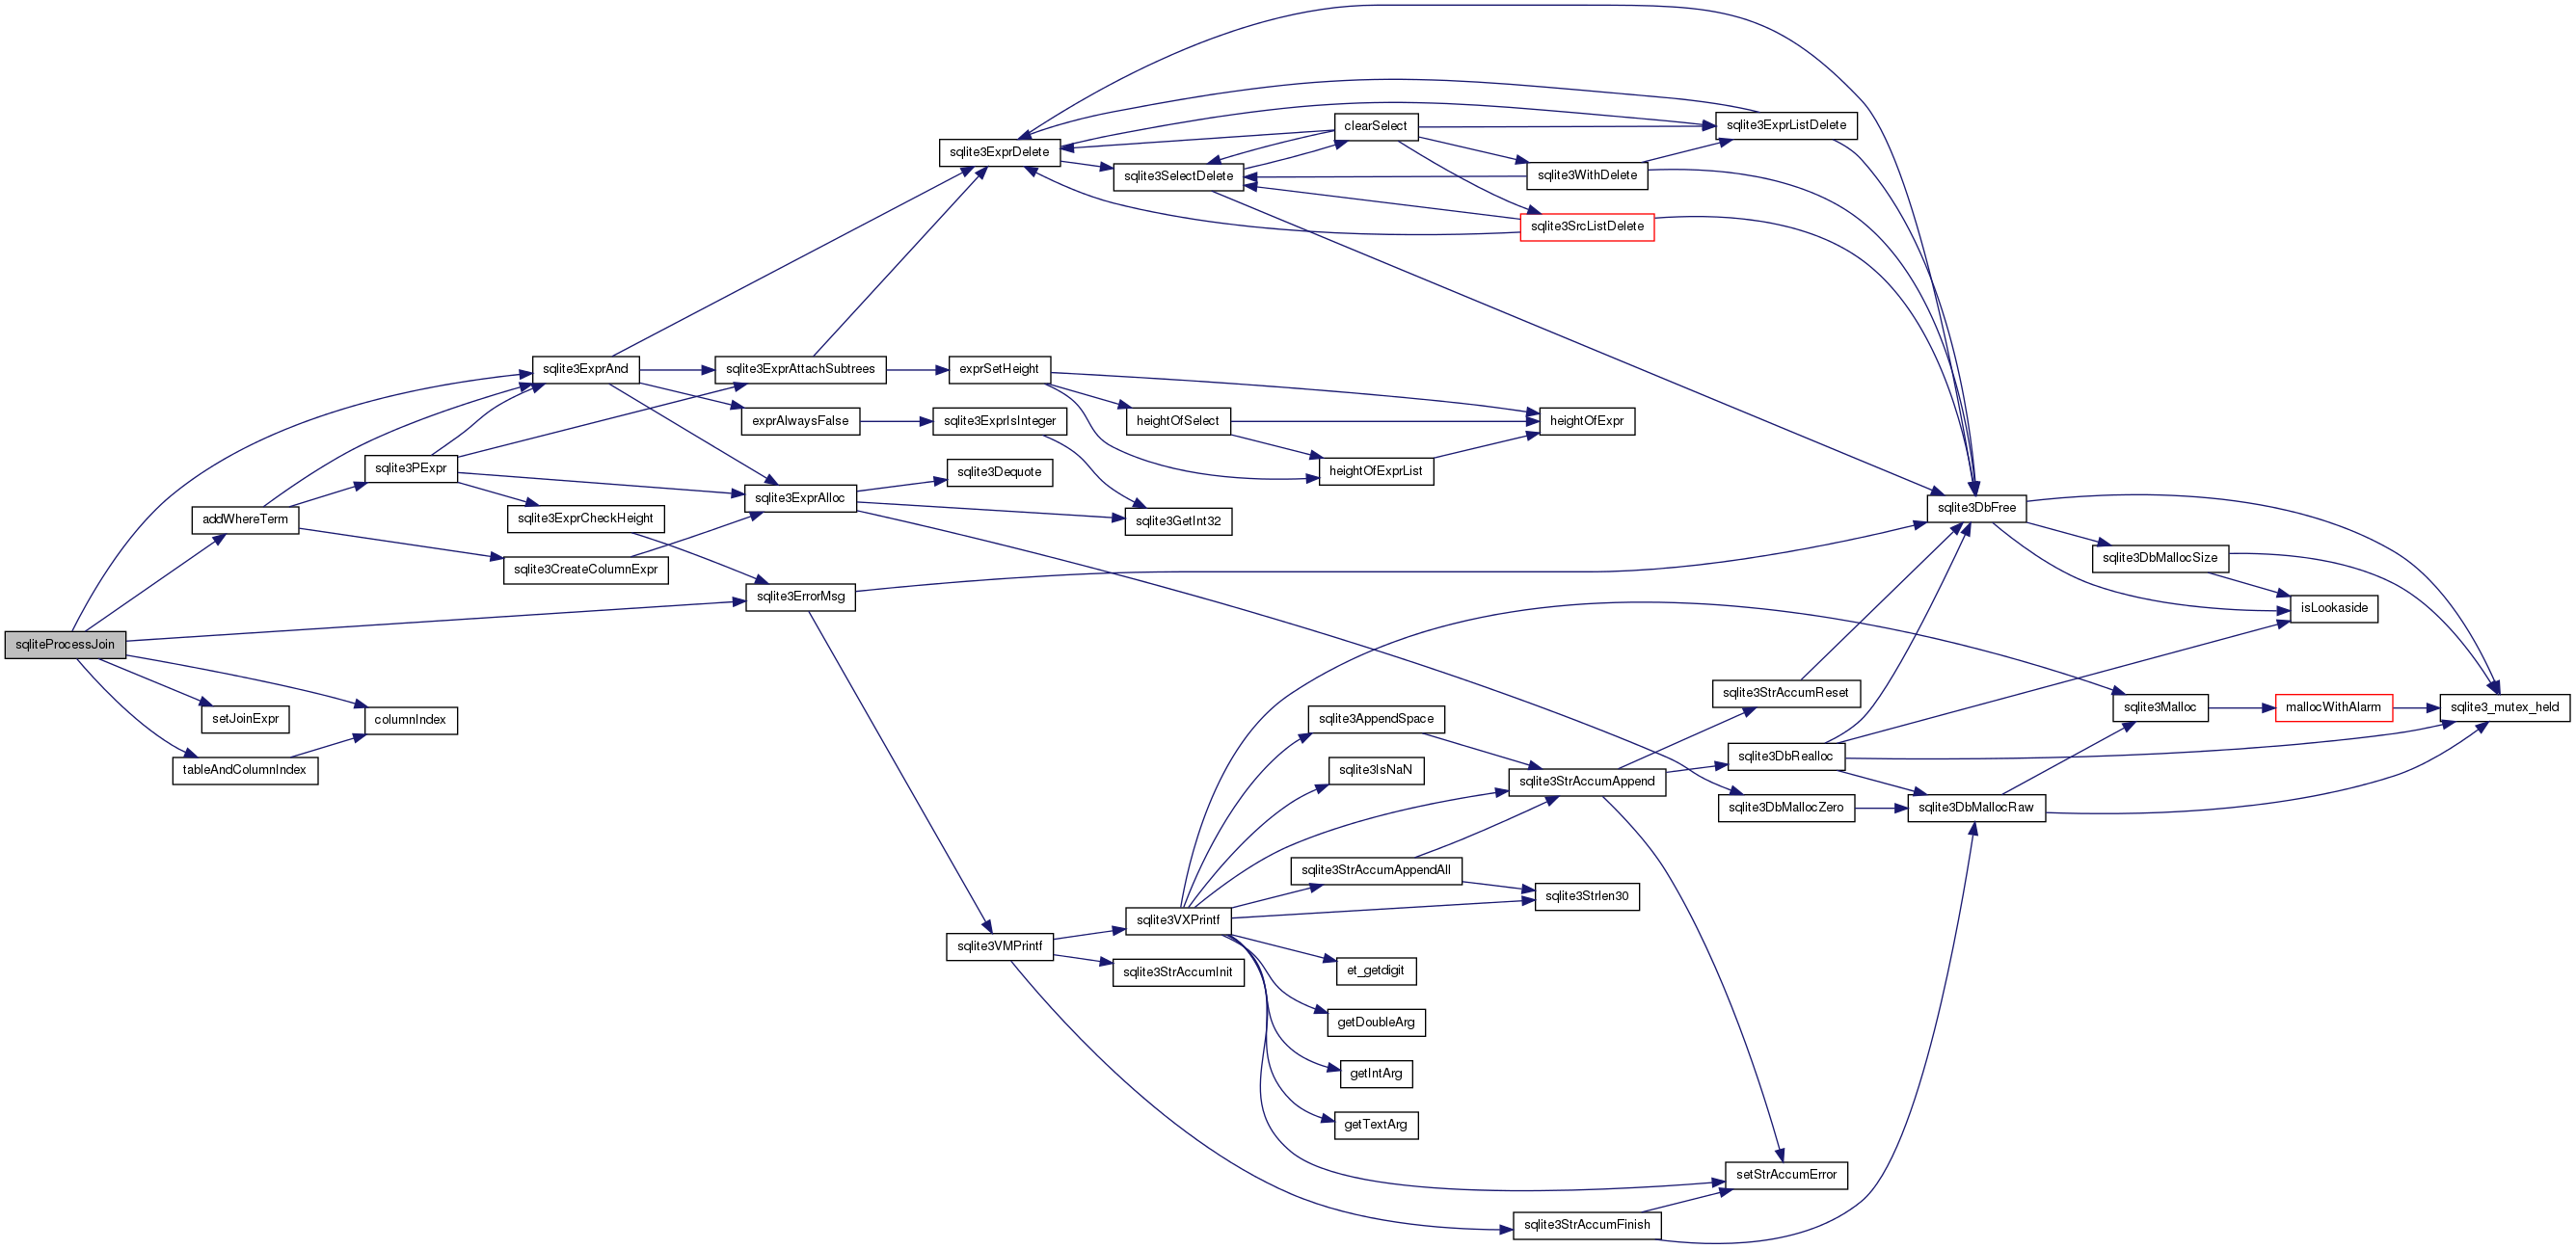 sqlite3ExprDelete
clearSelect
sqlite3ExprListDelete
sqlite3SelectDelete
sqlite3WithDelete
sqlite3SrcListDelete
sqlite3ExprAnd
sqlite3ExprAttachSubtrees
exprSetHeight
exprAlwaysFalse
sqlite3ExprIsInteger
heightOfSelect
heightOfExpr
sqlite3PExpr
heightOfExprList
sqlite3Dequote
sqlite3ExprAlloc
sqlite3DbFree
addWhereTerm
sqlite3ExprCheckHeight
sqlite3GetInt32
sqlite3DbMallocSize
sqlite3CreateColumnExpr
sqlite3ErrorMsg
isLookaside
sqliteProcessJoin
sqlite3StrAccumReset
setJoinExpr
columnIndex
sqlite3AppendSpace
sqlite3Malloc
mallocWithAlarm
sqlite3_mutex_held
tableAndColumnIndex
sqlite3IsNaN
sqlite3DbRealloc
sqlite3StrAccumAppend
sqlite3DbMallocZero
sqlite3DbMallocRaw
sqlite3StrAccumAppendAll
sqlite3Strlen30
sqlite3VXPrintf
sqlite3VMPrintf
sqlite3StrAccumInit
et_getdigit
getDoubleArg
getIntArg
getTextArg
setStrAccumError
sqlite3StrAccumFinish